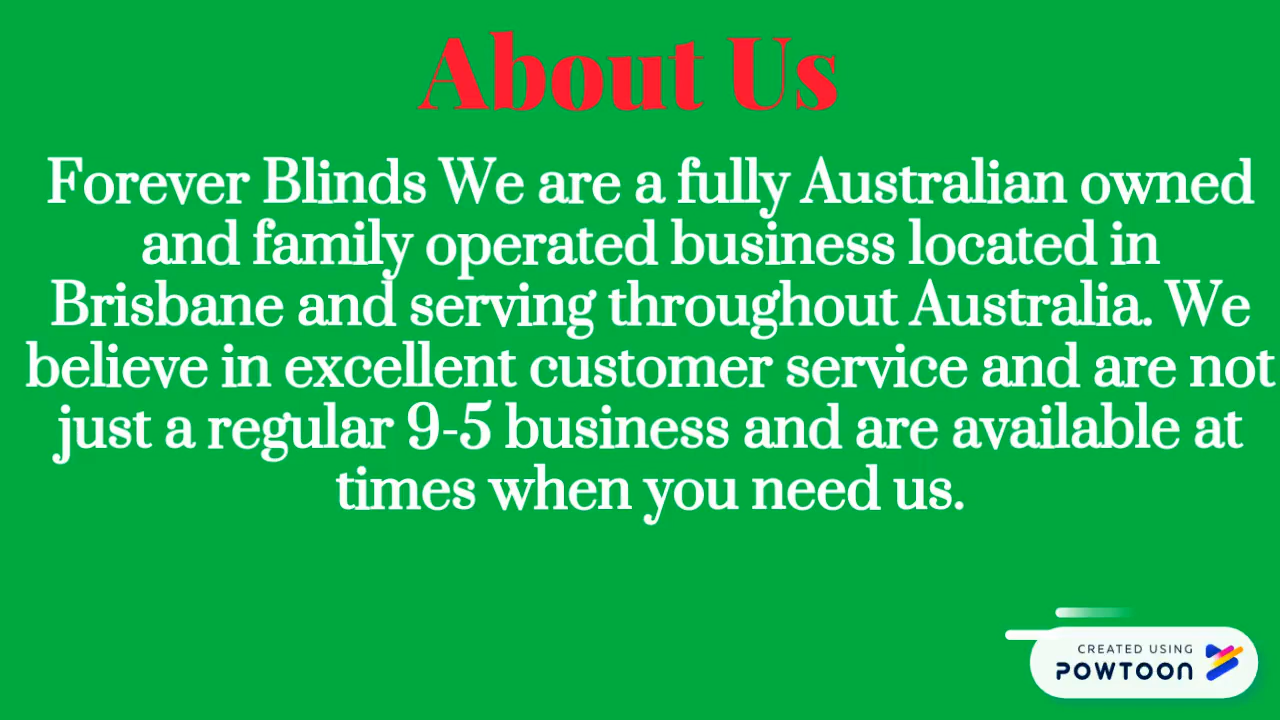 About Us
Forever Blinds We are a fully Australian owned
and family operated business located in
Brisbane and serving throughout Australia. We
believe in excellent customer service and are not
just a regular 9-5 business and are available at
times when you need us.
CREATED USING
POWTOON